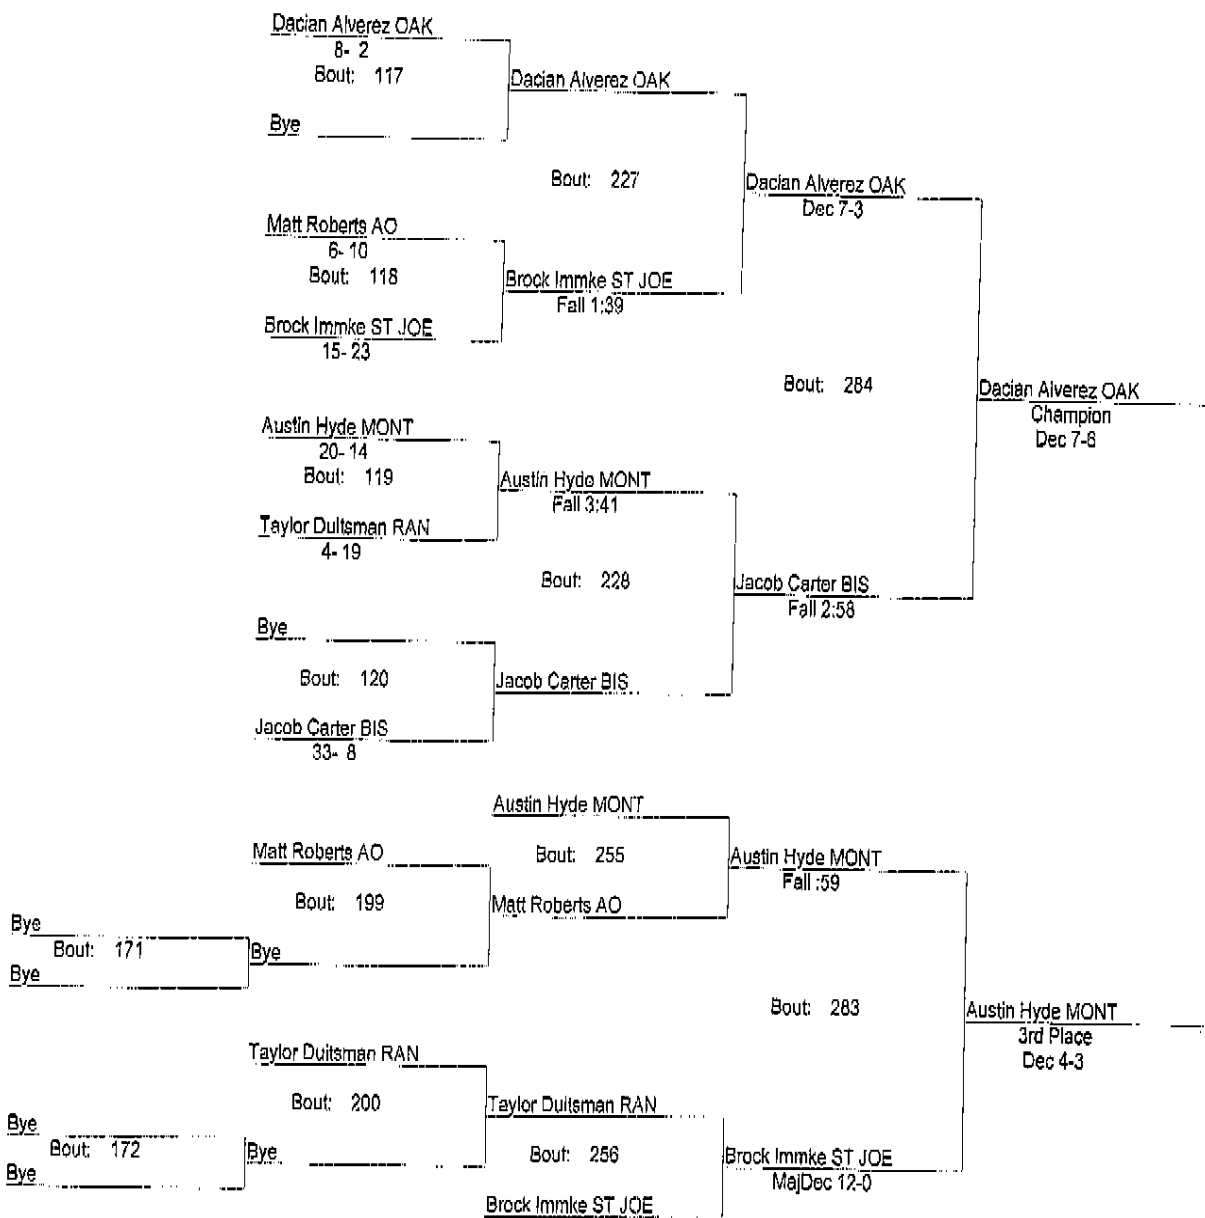 Dacian Alverez OAK
8- 2
Bout: 117
Dacian Alverez OAK
Bye
Bout: 227
Dacian Alverez OAK
Dec 7-3
Matt Roberts AO
6- 10
Bout: 118
Brock Immke ST JOE
Fall 1:39
Brock Immke ST JOE
15- 23
Bout: 284
Dacian Alverez OAK
Champion
Dec 7-6
Austin Hyde MONT
20- 14
Bout: 119
Austin Hyde MONT
Fall 3:41
Taylor Duitsman RAN
4- 19
Bout: 228
Jacob Carter BIS
Fall 2:58
Bye
Bout: 120
Jacob Carter BIS
Jacob Carter BIS
33- 8
Austin Hyde MONT
Matt Roberts AO
Bout: 255
Austin Hyde MONT
Fall :59
Bout: 199
Matt Roberts AO
Bye
Bout: 171
Bye
Bye
Bout: 283
Austin Hyde MONT
3rd Place
Dec 4-3
Taylor Duitsman RAN
Bout: 200
Taylor Duitsman RAN
Bye
Bout: 172
Bye
Bye
Bout: 256
Brock Immke ST JOE
MajDec 12-0
Brock Immke ST JOE